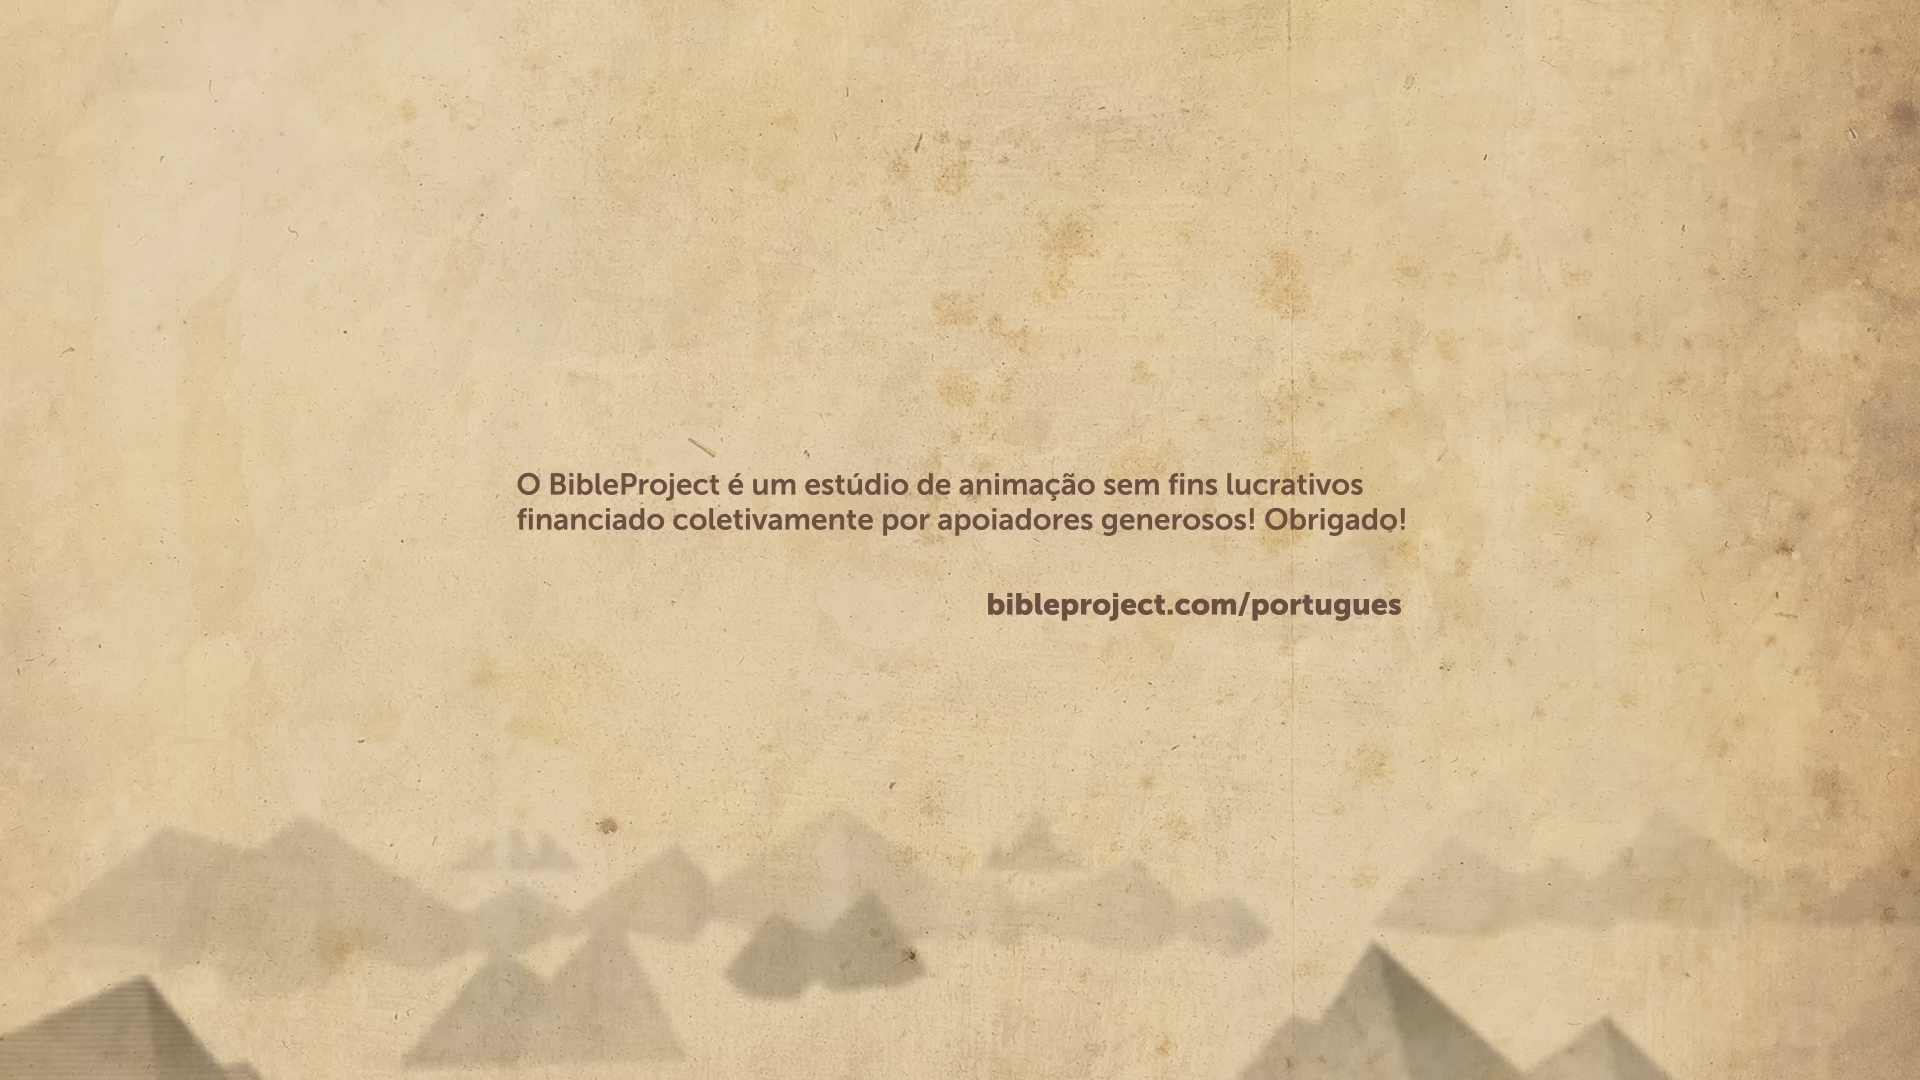 O BibleProject é um estúdio de animação sem fins lucrativos
financiado coletivamente por apoiadores generosos! Obrigado!
bibleproject.com/portugues